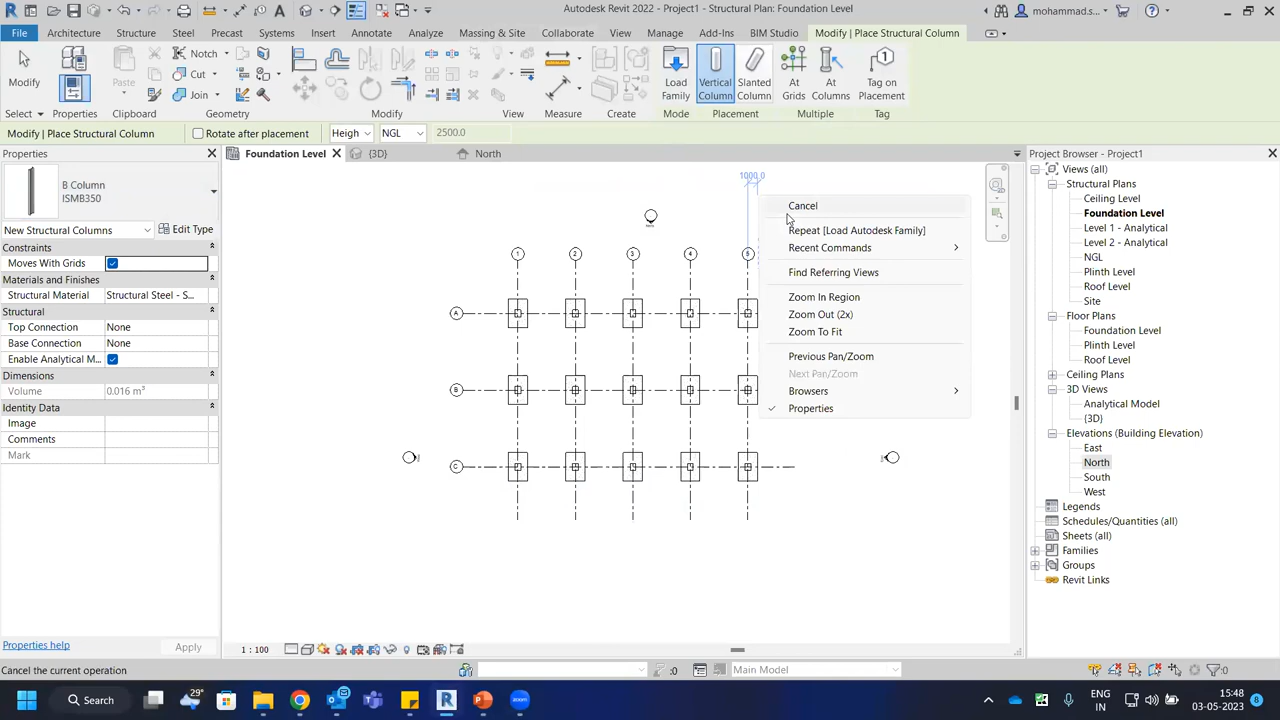 Autodesk Revit 2022 - Project1 - Structural Plan: Foundation Level
mohammad.s...
File Architecture Structure Steel Precast Systems Insert Annotate Analyze Massing & Site Collaborate View Manage Add-Ins BIM Studio Modify | Place Structural Column
Modify
Paste
Notch
Cut
Join
Load Family
Vertical Column
Slanted Column
At Grids
At Columns
Tag on Placement
Select Properties Clipboard Geometry Modify View Measure Create Mode Placement Multiple Tag
Modify | Place Structural Column Rotate after placement Heigh NGL 2500.0
Properties
B Column
ISMB350
New Structural Columns Edit Type
Constraints
Moves With Grids
Materials and Finishes
Structural Material Structural Steel - S...
Structural
Top Connection None
Base Connection None
Enable Analytical M...
Dimensions
Volume 0.016 m³
Identity Data
Image
Comments
Mark
Properties help Apply
Foundation Level {3D} North
1000.0
1 2 3 4 5
A
B
C
Cancel
Repeat [Load Autodesk Family]
Recent Commands
Find Referring Views
Zoom In Region
Zoom Out (2x)
Zoom To Fit
Previous Pan/Zoom
Next Pan/Zoom
Browsers
Properties
1 : 100
Project Browser - Project1
Views (all)
Structural Plans
Ceiling Level
Foundation Level
Level 1 - Analytical
Level 2 - Analytical
NGL
Plinth Level
Roof Level
Site
Floor Plans
Foundation Level
Plinth Level
Roof Level
Ceiling Plans
3D Views
Analytical Model
{3D}
Elevations (Building Elevation)
East
North
South
West
Legends
Schedules/Quantities (all)
Sheets (all)
Families
Groups
Revit Links
Cancel the current operation :0 Main Model :0
Search 29° ENG IN 15:48 03-05-2023